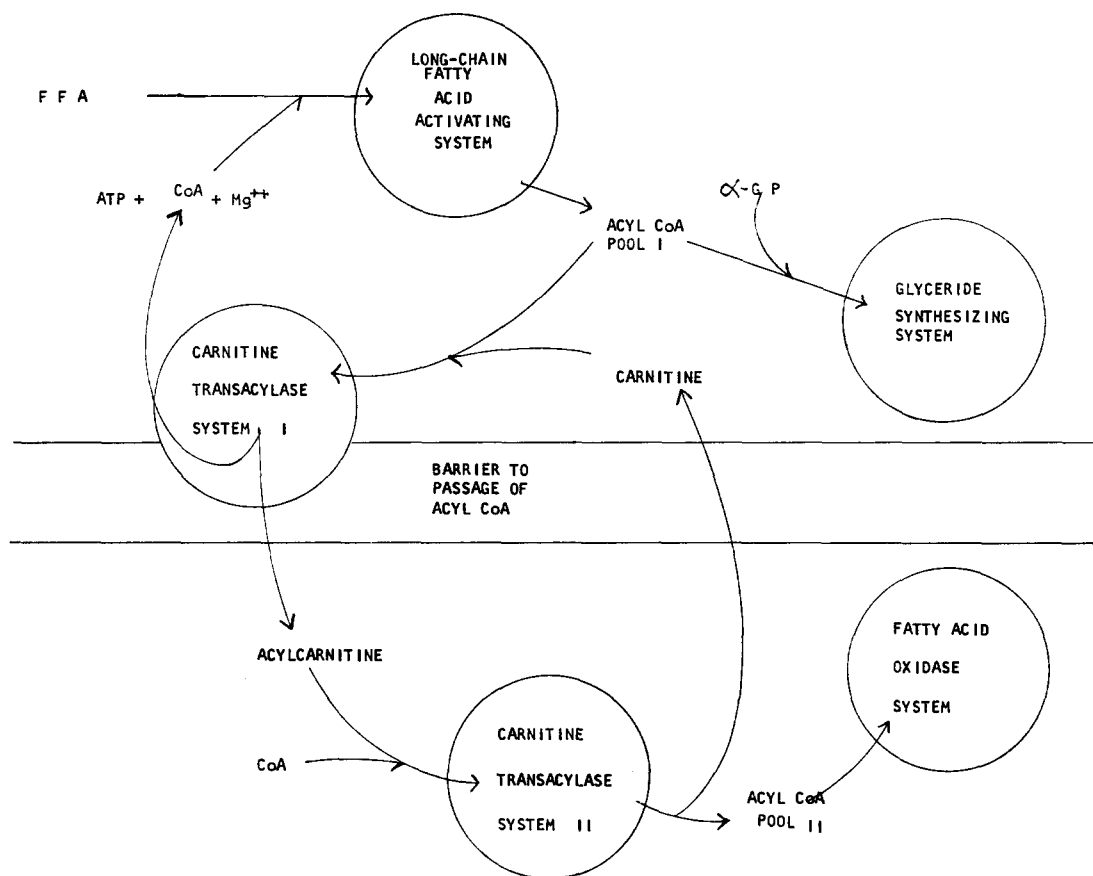 LONG-CHAIN
FATTY
ACID
ACTIVATING
SYSTEM
F F A
ATP + CoA + Mg++
α-G P
ACYL CoA
POOL I
GLYCERIDE
SYNTHESIZING
SYSTEM
CARNITINE
TRANSACYLASE
SYSTEM I
CARNITINE
BARRIER TO
PASSAGE OF
ACYL CoA
FATTY ACID
OXIDASE
SYSTEM
ACYLCARNITINE
CoA
CARNITINE
TRANSACYLASE
SYSTEM II
ACYL CoA
POOL II